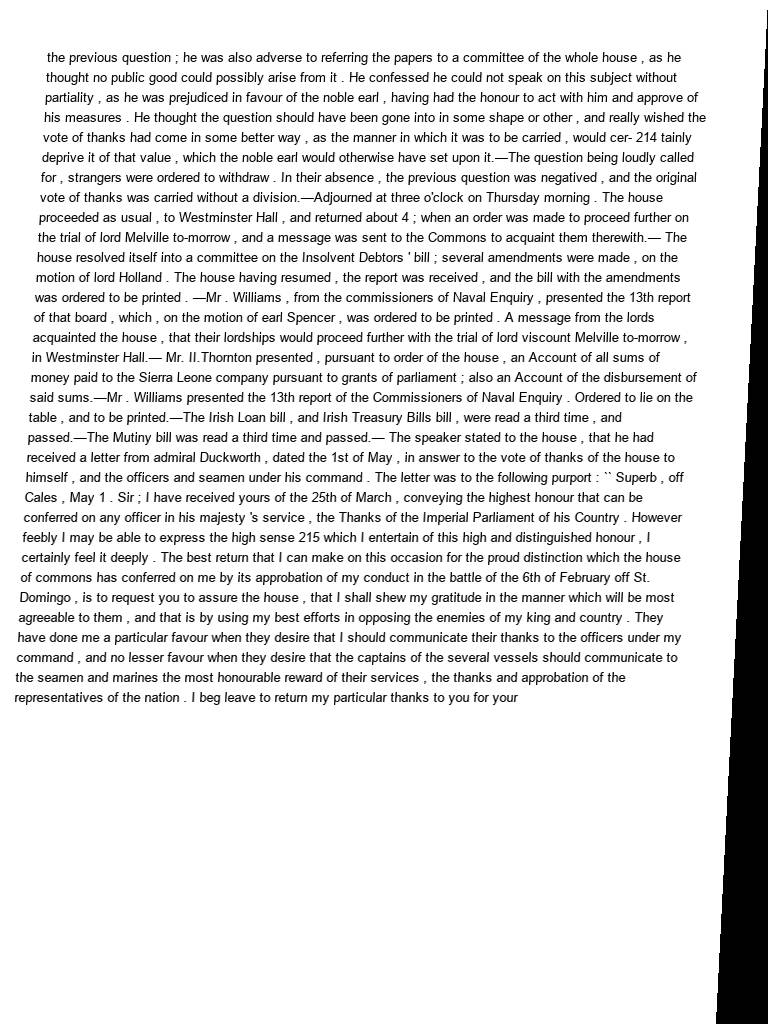 the previous question ; he was also adverse to referring the papers to a committee of the whole house , as he
thought no public good could possibly arise from it . He confessed he could not speak on this subject without
partiality , as he was prejudiced in favour of the noble earl , having had the honour to act with him and approve of
his measures . He thought the question should have been gone into in some shape or other , and really wished the
vote of thanks had come in some better way , as the manner in which it was to be carried , would cer- 214 tainly
deprive it of that value , which the noble earl would otherwise have set upon it.—The question being loudly called
for , strangers were ordered to withdraw . In their absence , the previous question was negatived , and the original
vote of thanks was carried without a division.—Adjourned at three o'clock on Thursday morning . The house
proceeded as usual , to Westminster Hall , and returned about 4 ; when an order was made to proceed further on
the trial of lord Melville to-morrow , and a message was sent to the Commons to acquaint them therewith.— The
house resolved itself into a committee on the Insolvent Debtors ' bill ; several amendments were made , on the
motion of lord Holland . The house having resumed , the report was received , and the bill with the amendments
was ordered to be printed . —Mr . Williams , from the commissioners of Naval Enquiry , presented the 13th report
of that board , which , on the motion of earl Spencer , was ordered to be printed . A message from the lords
acquainted the house , that their lordships would proceed further with the trial of lord viscount Melville to-morrow ,
in Westminster Hall.— Mr. II.Thornton presented , pursuant to order of the house , an Account of all sums of
money paid to the Sierra Leone company pursuant to grants of parliament ; also an Account of the disbursement of
said sums.—Mr . Williams presented the 13th report of the Commissioners of Naval Enquiry . Ordered to lie on the
table , and to be printed.—The Irish Loan bill , and Irish Treasury Bills bill , were read a third time , and
passed.—The Mutiny bill was read a third time and passed.— The speaker stated to the house , that he had
received a letter from admiral Duckworth , dated the 1st of May , in answer to the vote of thanks of the house to
himself , and the officers and seamen under his command . The letter was to the following purport : `` Superb , off
Cales , May 1 . Sir ; I have received yours of the 25th of March , conveying the highest honour that can be
conferred on any officer in his majesty 's service , the Thanks of the Imperial Parliament of his Country . However
feebly I may be able to express the high sense 215 which I entertain of this high and distinguished honour , I
certainly feel it deeply . The best return that I can make on this occasion for the proud distinction which the house
of commons has conferred on me by its approbation of my conduct in the battle of the 6th of February off St.
Domingo , is to request you to assure the house , that I shall shew my gratitude in the manner which will be most
agreeable to them , and that is by using my best efforts in opposing the enemies of my king and country . They
have done me a particular favour when they desire that I should communicate their thanks to the officers under my
command , and no lesser favour when they desire that the captains of the several vessels should communicate to
the seamen and marines the most honourable reward of their services , the thanks and approbation of the
representatives of the nation . I beg leave to return my particular thanks to you for your